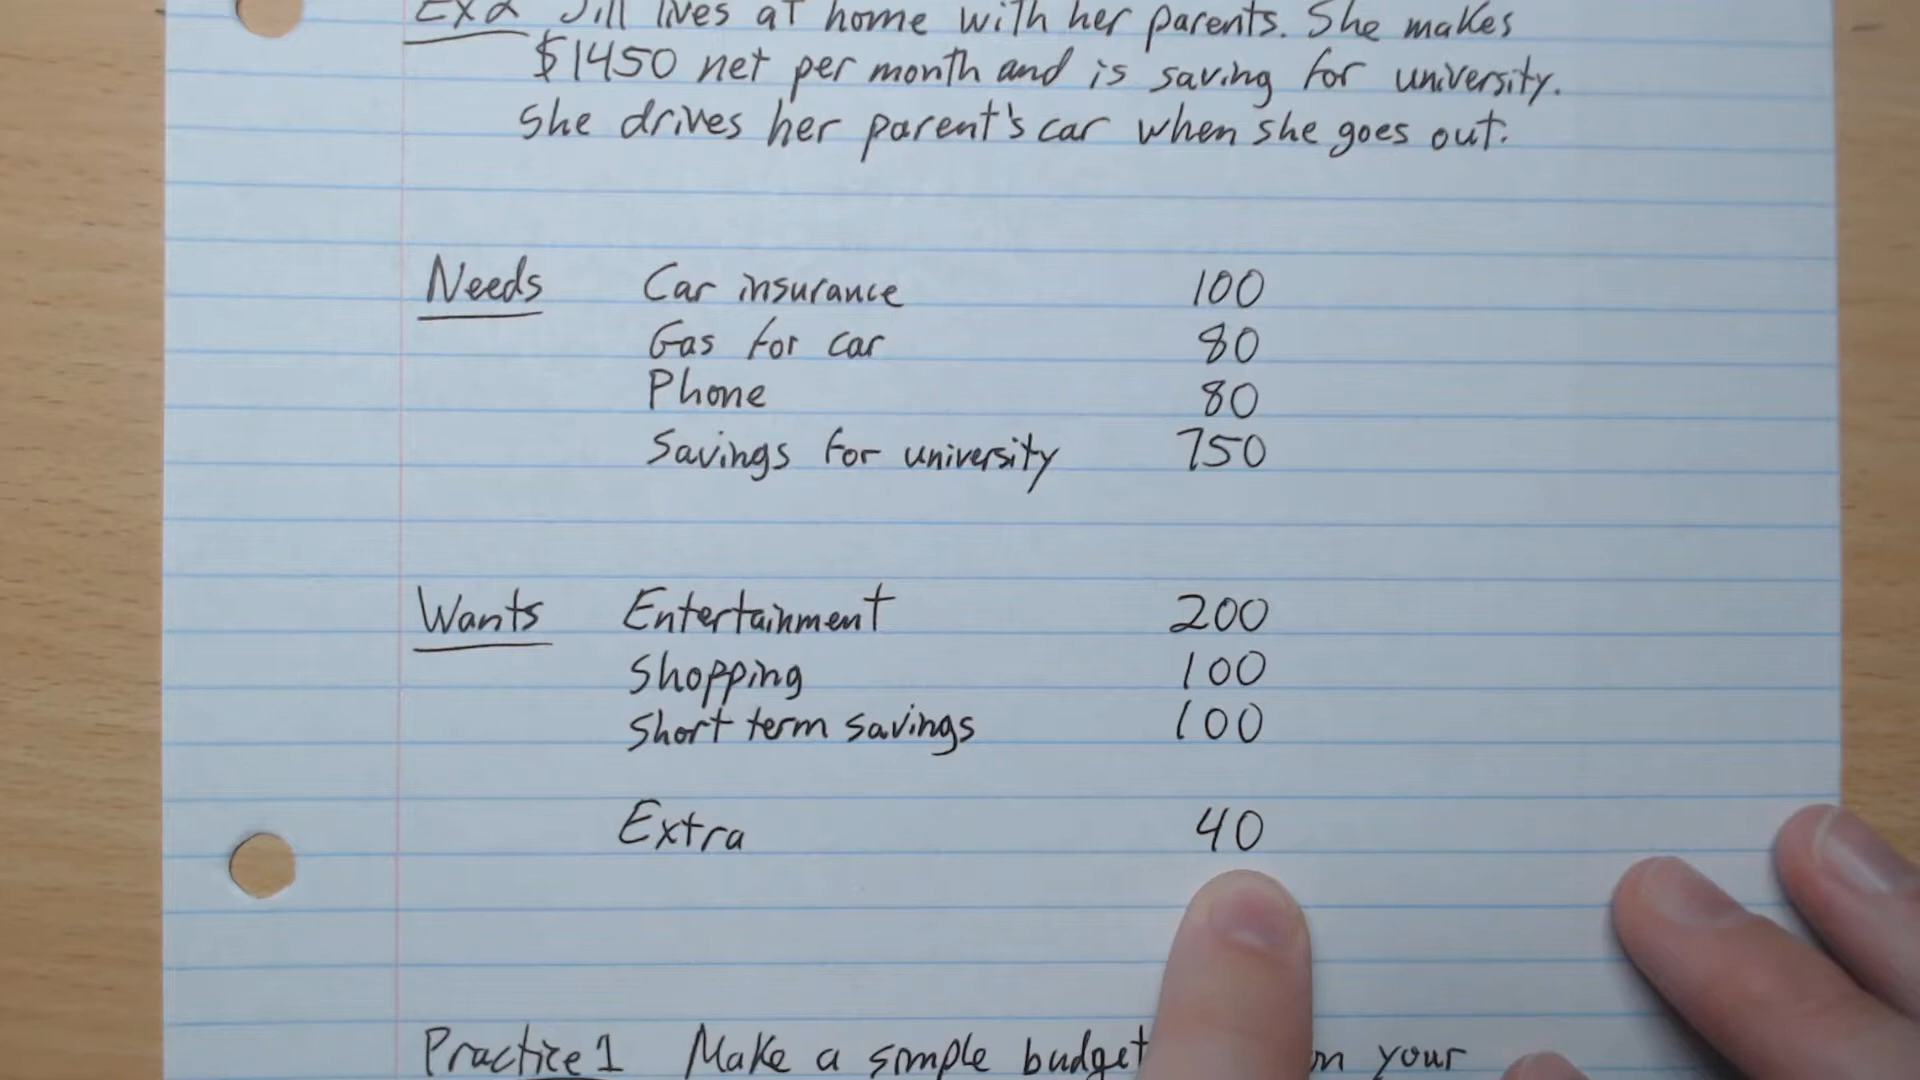 Ex 2 Jill lives at home with her parents. She makes
$1450 net per month and is saving for university.
She drives her parent's car when she goes out.
Needs Car insurance 100
Gas for car 80
Phone 80
Savings for university 750
Wants Entertainment 200
Shopping 100
Short term savings 100
Extra 40
Practice 1 Make a simple budget your